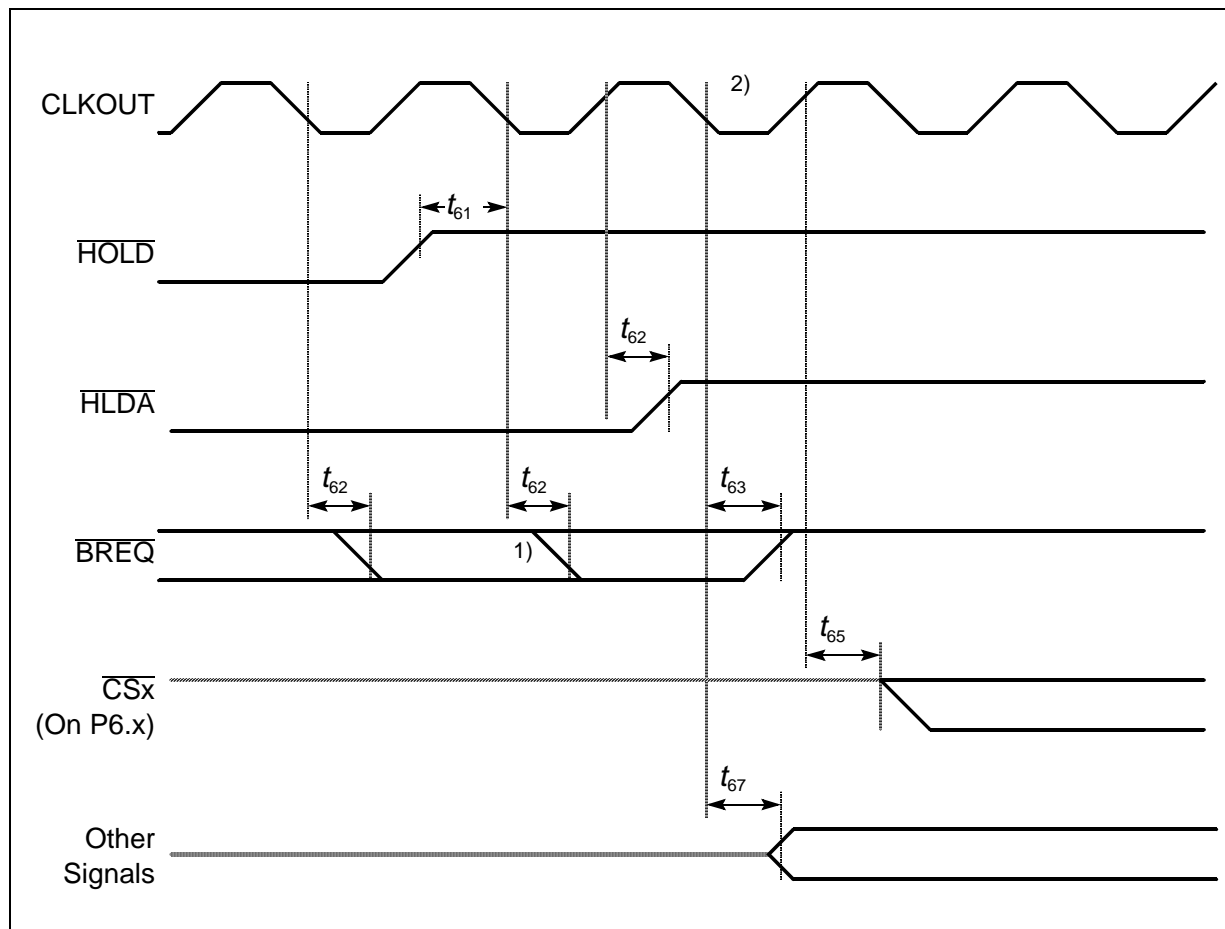 CLKOUT
2)
t61
HOLD
t62
HLDA
t62
t62
t63
BREQ
1)
t65
CSx
(On P6.x)
t67
Other
Signals